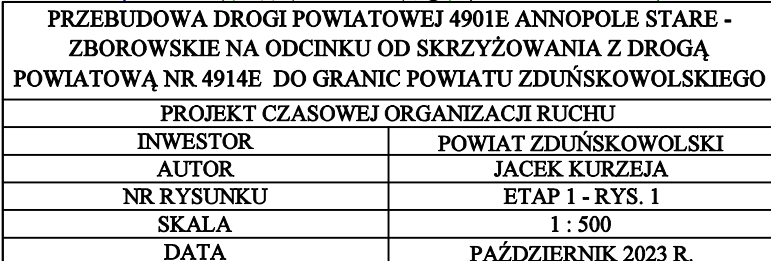 PRZEBUDOWA DROGI POWIATOWEJ 4901E ANNOPOLE STARE -
ZBOROWSKIE NA ODCINKU OD SKRZYŻOWANIA Z DROGĄ
POWIATOWĄ NR 4914E DO GRANIC POWIATU ZDUŃSKOWOLSKIEGO
PROJEKT CZASOWEJ ORGANIZACJI RUCHU
INWESTOR POWIAT ZDUŃSKOWOLSKI
AUTOR JACEK KURZEJA
NR RYSUNKU ETAP 1 - RYS. 1
SKALA 1 : 500
DATA PAŹDZIERNIK 2023 R.